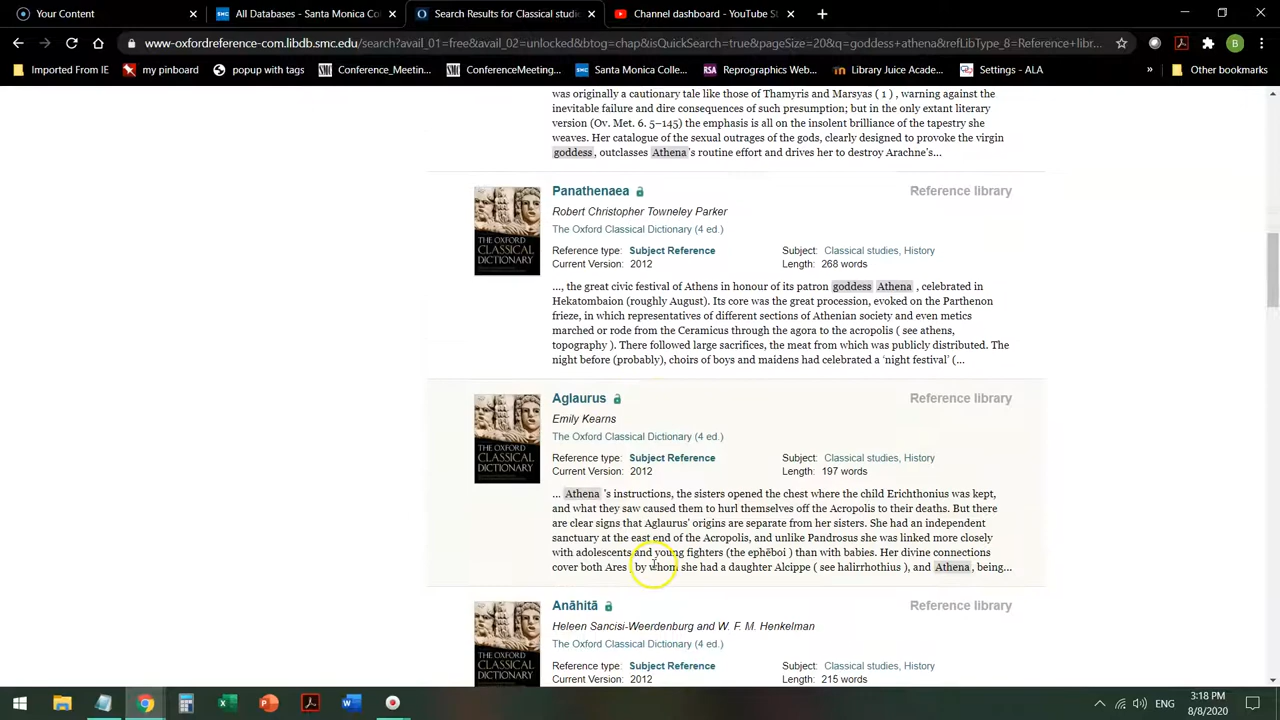 Your Content
All Databases - Santa Monica Col
Search Results for Classical studi
Channel dashboard - YouTube St
www-oxfordreference-com.libdb.smc.edu/search?avail_01=free&avail_02=unlocked&btog=chap&isQuickSearch=true&pageSize=20&q=goddess+athena&refLibType_8=Reference+libr...
B
Imported From IE
my pinboard
popup with tags
Conference_Meetin...
ConferenceMeeting...
Santa Monica Colle...
Reprographics Web...
Library Juice Acade...
Settings - ALA
»
Other bookmarks
was originally a cautionary tale like those of Thamyris and Marsyas ( 1 ) , warning against the
inevitable failure and dire consequences of such presumption; but in the only extant literary
version (Ov. Met. 6. 5–145) the emphasis is all on the insolent brilliance of the tapestry she
weaves. Her catalogue of the sexual outrages of the gods, clearly designed to provoke the virgin
goddess, outclasses Athena's routine effort and drives her to destroy Arachne's...
Panathenaea
Reference library
Robert Christopher Towneley Parker
The Oxford Classical Dictionary (4 ed.)
Reference type: Subject Reference
Subject: Classical studies, History
Current Version: 2012
Length: 268 words
..., the great civic festival of Athens in honour of its patron goddess Athena , celebrated in
Hekatombaion (roughly August). Its core was the great procession, evoked on the Parthenon
frieze, in which representatives of different sections of Athenian society and even metics
marched or rode from the Ceramicus through the agora to the acropolis ( see athens,
topography ). There followed large sacrifices, the meat from which was publicly distributed. The
night before (probably), choirs of boys and maidens had celebrated a ‘night festival’ (...
THE OXFORD
CLASSICAL
DICTIONARY
Aglaurus
Reference library
Emily Kearns
The Oxford Classical Dictionary (4 ed.)
Reference type: Subject Reference
Subject: Classical studies, History
Current Version: 2012
Length: 197 words
... Athena 's instructions, the sisters opened the chest where the child Erichthonius was kept,
and what they saw caused them to hurl themselves off the Acropolis to their deaths. But there
are clear signs that Aglaurus' origins are separate from her sisters. She had an independent
sanctuary at the east end of the Acropolis, and unlike Pandrosus she was linked more closely
with adolescents and young fighters (the ephēboi ) than with babies. Her divine connections
cover both Ares by whom she had a daughter Alcippe ( see halirrhothius ), and Athena, being...
THE OXFORD
CLASSICAL
DICTIONARY
Anāhitā
Reference library
Heleen Sancisi-Weerdenburg and W. F. M. Henkelman
The Oxford Classical Dictionary (4 ed.)
Reference type: Subject Reference
Subject: Classical studies, History
Current Version: 2012
Length: 215 words
THE OXFORD
CLASSICAL
DICTIONARY
ENG
3:18 PM
8/8/2020